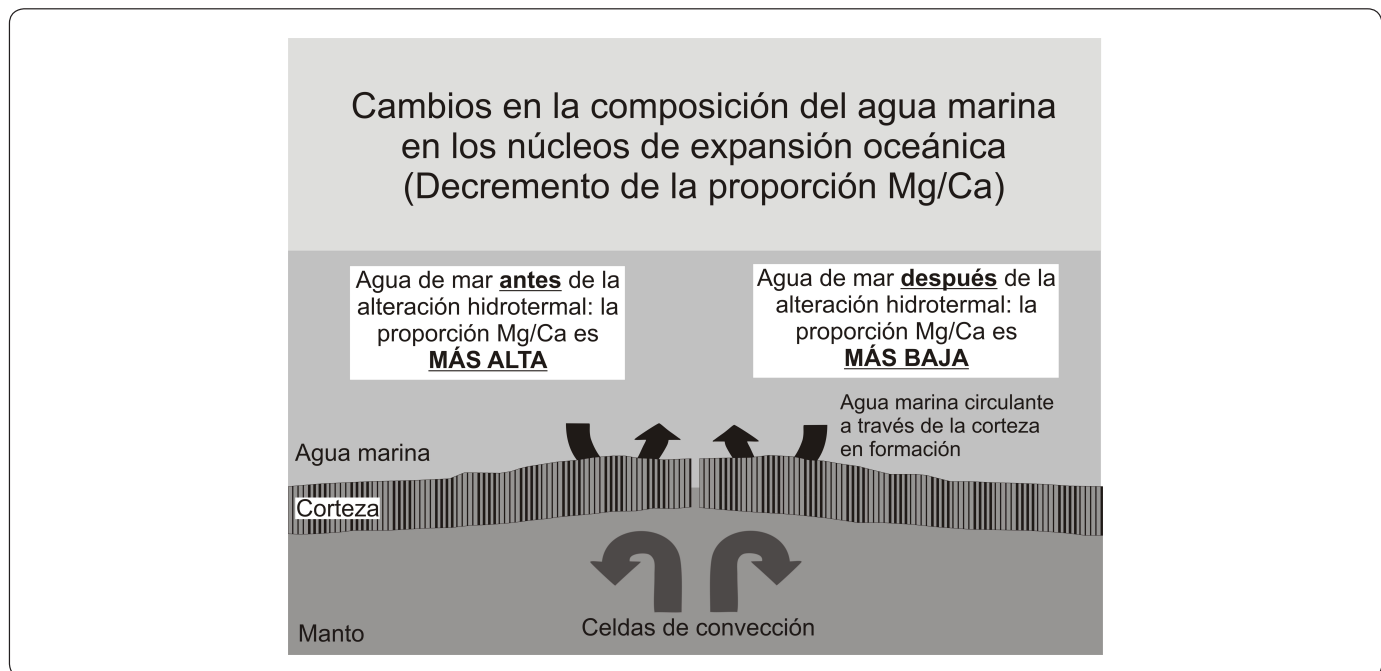 Cambios en la composición del agua marina
en los núcleos de expansión oceánica
(Decremento de la proporción Mg/Ca)
Agua de mar antes de la
alteración hidrotermal: la
proporción Mg/Ca es
MÁS ALTA
Agua de mar después de la
alteración hidrotermal: la
proporción Mg/Ca es
MÁS BAJA
Agua marina circulante
a través de la corteza
en formación
Agua marina
Corteza
Celdas de convección
Manto